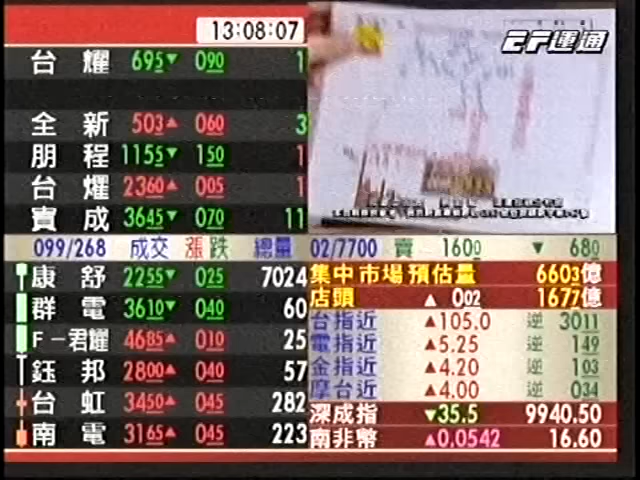 13:08:07
EF運通
台耀 695▼ 090 1
全新 503▲ 060 3
朋程 1155▼ 150 1
台燿 2360▲ 005 1
寶成 3645▼ 070 11
099/268 成交 漲跌 總量
康舒 2255▼ 025 7024
群電 3610▼ 040 60
F-君耀 4685▲ 010 25
鈺邦 2800▲ 040 57
台虹 3450▲ 045 282
南電 3165▲ 045 223
02/7700 賣 1600 ▼ 680
集中市場預估量 6603億
店頭 ▲ 002 1677億
台指近 ▲105.0 逆 3011
電指近 ▲5.25 逆 149
金指近 ▲4.20 逆 103
摩台近 ▲4.00 逆 034
深成指 ▼35.5 9940.50
南非幣 ▲0.0542 16.60